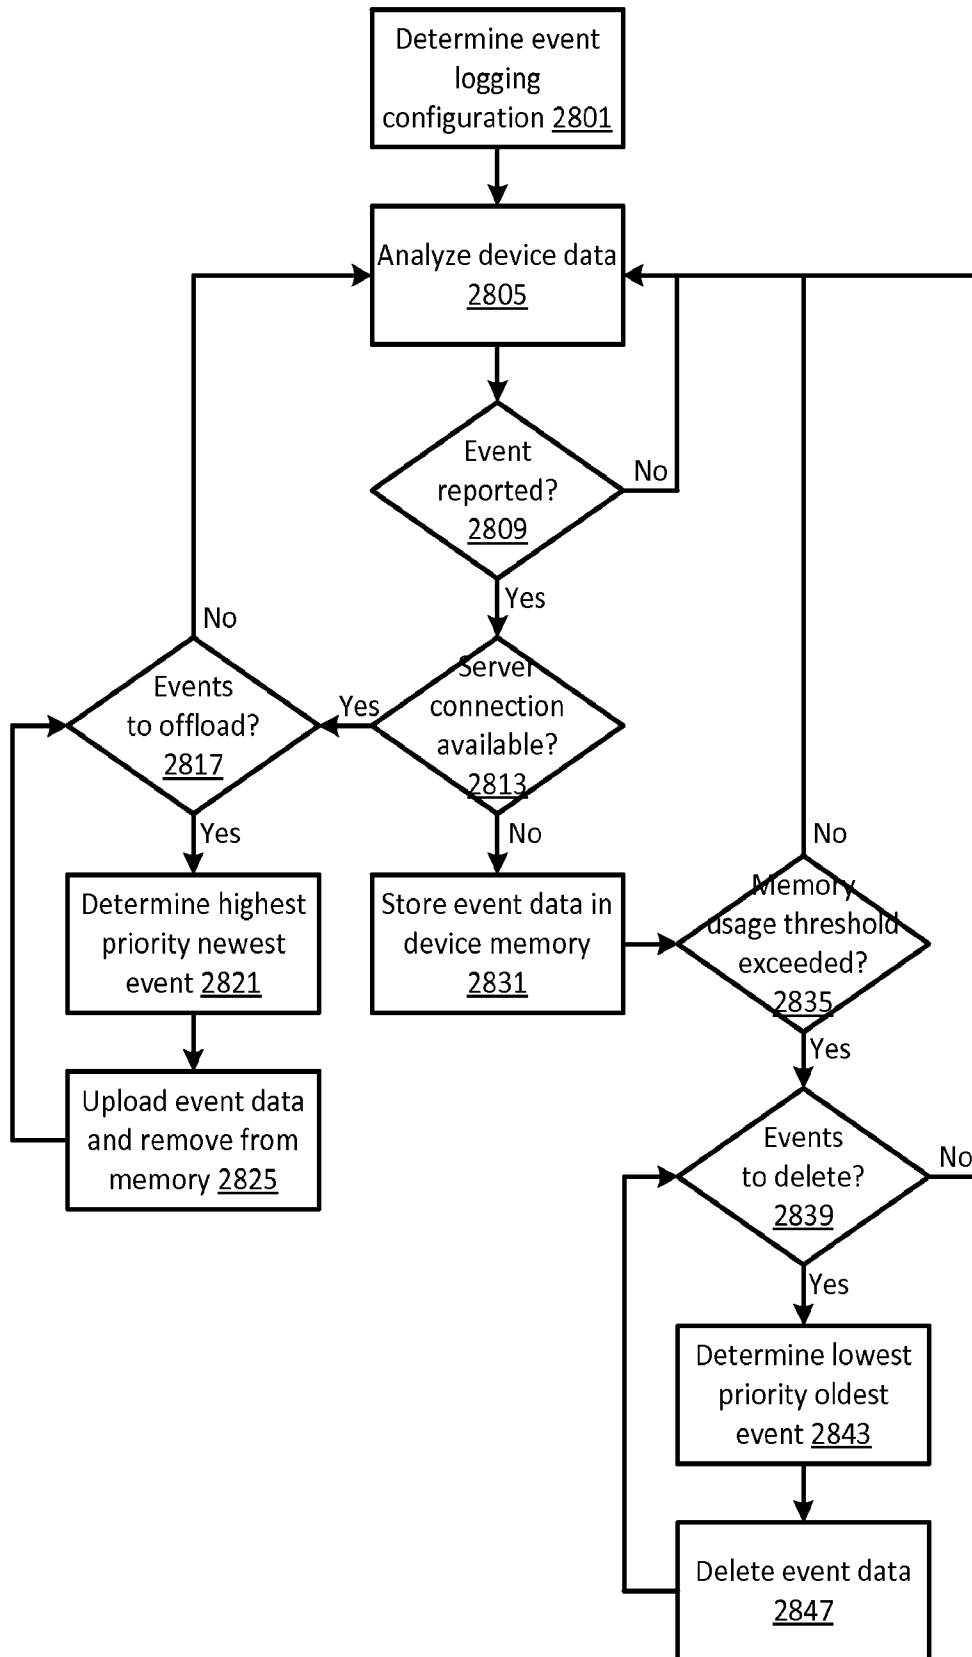 Determine event
logging
configuration 2801
Analyze device data
2805
Event
reported?
2809
No
Yes
No
Events
to offload?
2817
Yes
Server
connection
available?
2813
Yes
No
No
Determine highest
priority newest
event 2821
Store event data in
device memory
2831
Memory
usage threshold
exceeded?
2835
Yes
Upload event data
and remove from
memory 2825
Events
to delete?
2839
No
Yes
Determine lowest
priority oldest
event 2843
Delete event data
2847